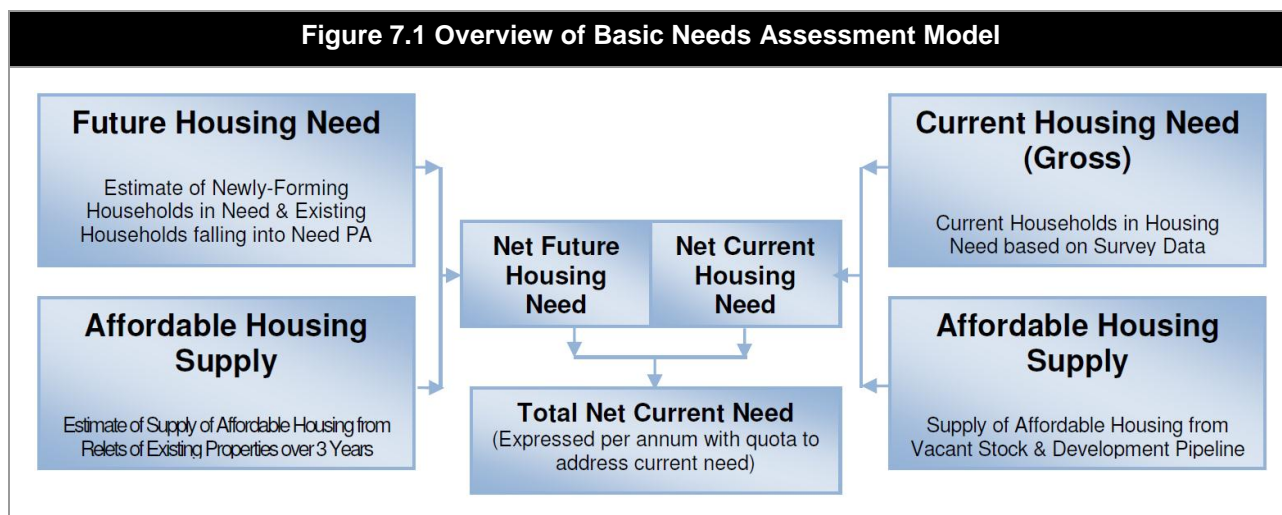 Figure 7.1 Overview of Basic Needs Assessment Model
Future Housing Need
Estimate of Newly-Forming
Households in Need & Existing
Households falling into Need PA
Affordable Housing
Supply
Estimate of Supply of Affordable Housing from
Relets of Existing Properties over 3 Years
Net Future
Housing
Need
Net Current
Housing
Need
Total Net Current Need
(Expressed per annum with quota to
address current need)
Current Housing Need
(Gross)
Current Households in Housing
Need based on Survey Data
Affordable Housing
Supply
Supply of Affordable Housing from
Vacant Stock & Development Pipeline